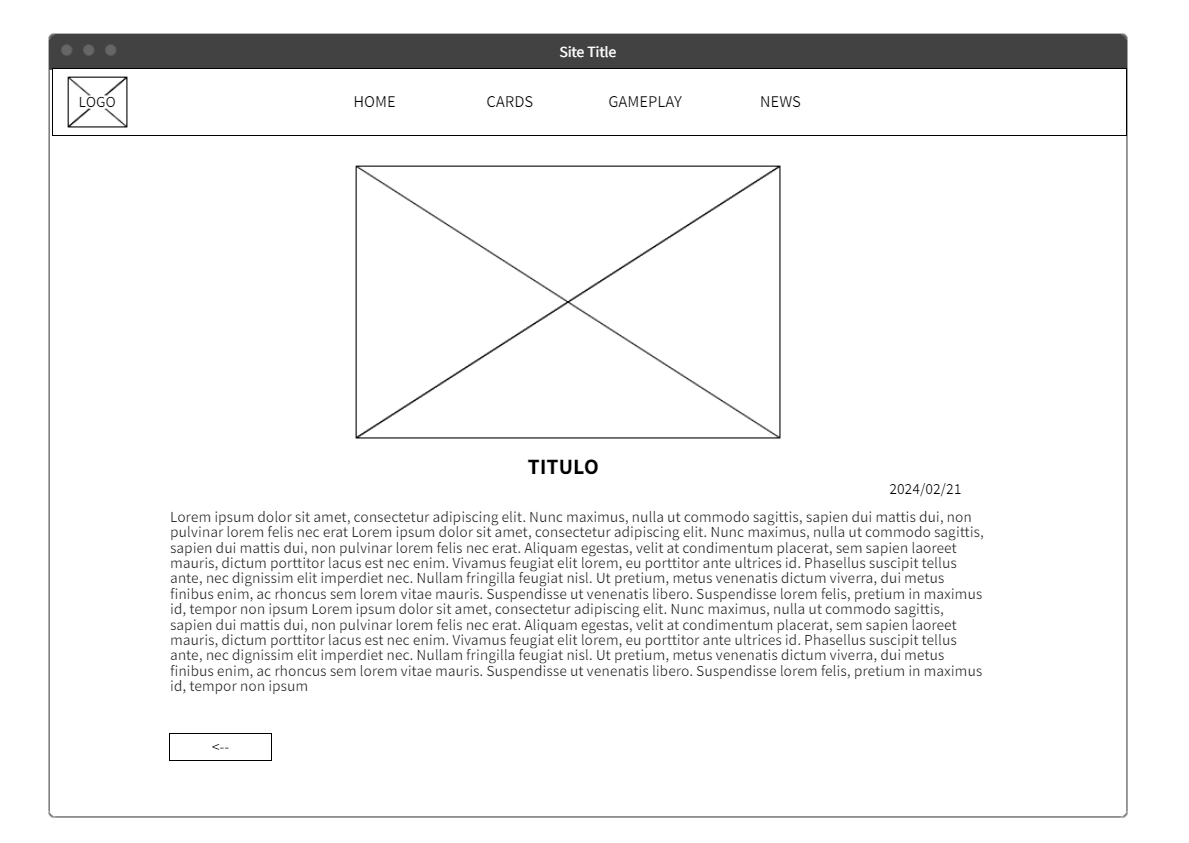 Site Title
LOGO HOME CARDS GAMEPLAY NEWS
TITULO
2024/02/21
Lorem ipsum dolor sit amet, consectetur adipiscing elit. Nunc maximus, nulla ut commodo sagittis, sapien dui mattis dui, non
pulvinar lorem felis nec erat Lorem ipsum dolor sit amet, consectetur adipiscing elit. Nunc maximus, nulla ut commodo sagittis,
sapien dui mattis dui, non pulvinar lorem felis nec erat. Aliquam egestas, velit at condimentum placerat, sem sapien laoreet
mauris, dictum porttitor lacus est nec enim. Vivamus feugiat elit lorem, eu porttitor ante ultrices id. Phasellus suscipit tellus
ante, nec dignissim elit imperdiet nec. Nullam fringilla feugiat nisl. Ut pretium, metus venenatis dictum viverra, dui metus
finibus enim, ac rhoncus sem lorem vitae mauris. Suspendisse ut venenatis libero. Suspendisse lorem felis, pretium in maximus
id, tempor non ipsum Lorem ipsum dolor sit amet, consectetur adipiscing elit. Nunc maximus, nulla ut commodo sagittis,
sapien dui mattis dui, non pulvinar lorem felis nec erat. Aliquam egestas, velit at condimentum placerat, sem sapien laoreet
mauris, dictum porttitor lacus est nec enim. Vivamus feugiat elit lorem, eu porttitor ante ultrices id. Phasellus suscipit tellus
ante, nec dignissim elit imperdiet nec. Nullam fringilla feugiat nisl. Ut pretium, metus venenatis dictum viverra, dui metus
finibus enim, ac rhoncus sem lorem vitae mauris. Suspendisse ut venenatis libero. Suspendisse lorem felis, pretium in maximus
id, tempor non ipsum
<--